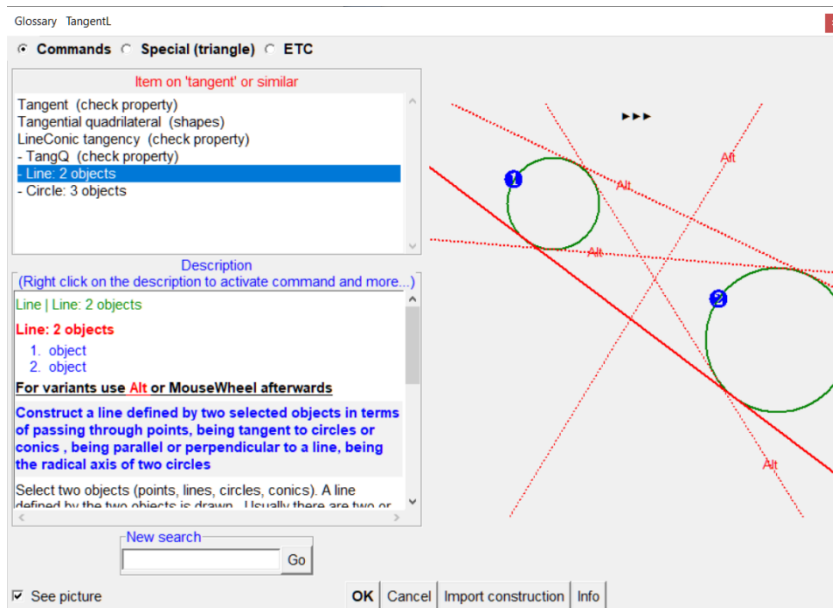 Glossary TangentL
Commands Special (triangle) ETC
Item on 'tangent' or similar
Tangent (check property)
Tangential quadrilateral (shapes)
LineConic tangency (check property)
- TangQ (check property)
- Line: 2 objects
- Circle: 3 objects
Description
(Right click on the description to activate command and more...)
Line | Line: 2 objects
Line: 2 objects
1. object
2. object
For variants use Alt or MouseWheel afterwards
Construct a line defined by two selected objects in terms
of passing through points, being tangent to circles or
conics , being parallel or perpendicular to a line, being
the radical axis of two circles
Select two objects (points, lines, circles, conics). A line
defined by the two objects is drawn. Usually there are two or
New search
Go
See picture
OK Cancel Import construction Info
1
Alt
Alt
Alt
2
Alt